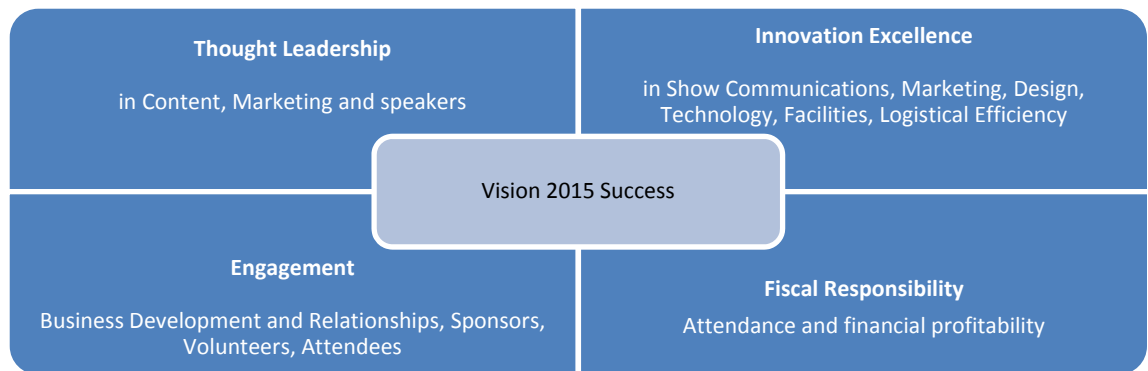 Thought Leadership
in Content, Marketing and speakers
Innovation Excellence
in Show Communications, Marketing, Design,
Technology, Facilities, Logistical Efficiency
Vision 2015 Success
Engagement
Business Development and Relationships, Sponsors,
Volunteers, Attendees
Fiscal Responsibility
Attendance and financial profitability